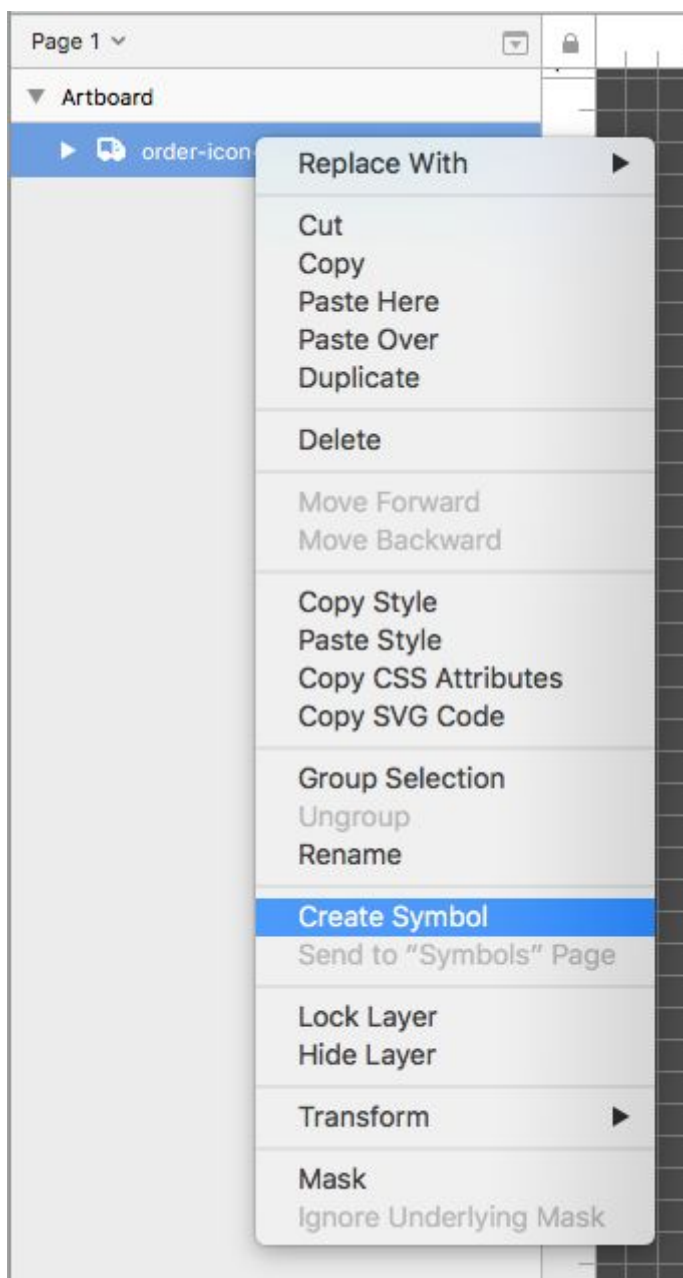 Page 1
Artboard
order-icon
Replace With
Cut
Copy
Paste Here
Paste Over
Duplicate
Delete
Move Forward
Move Backward
Copy Style
Paste Style
Copy CSS Attributes
Copy SVG Code
Group Selection
Ungroup
Rename
Create Symbol
Send to “Symbols” Page
Lock Layer
Hide Layer
Transform
Mask
Ignore Underlying Mask